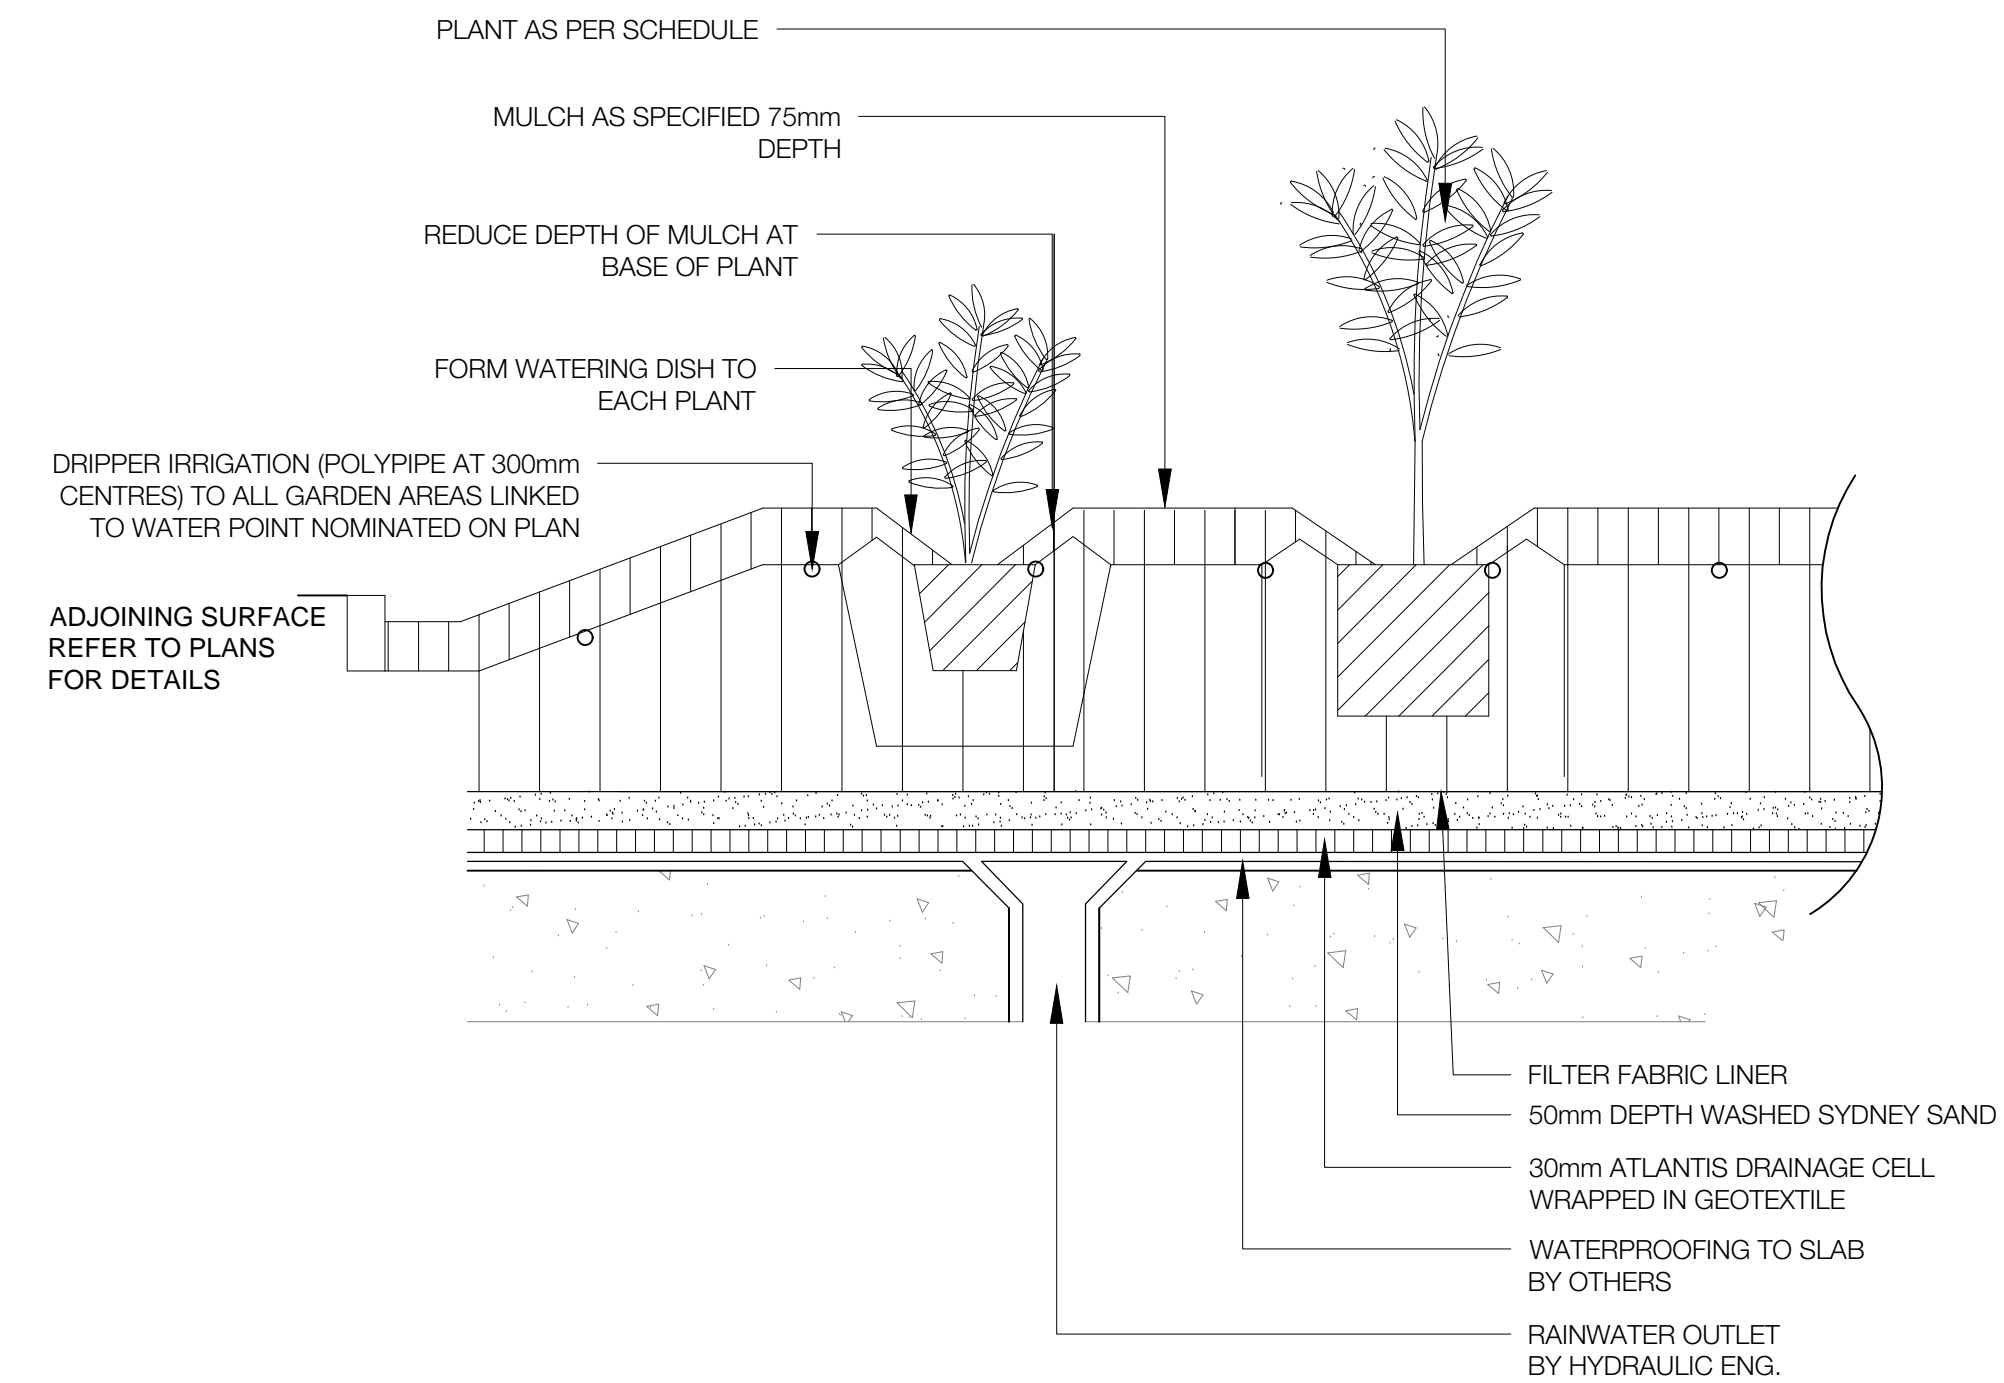 PLANT AS PER SCHEDULE
MULCH AS SPECIFIED 75mm
DEPTH
REDUCE DEPTH OF MULCH AT
BASE OF PLANT
FORM WATERING DISH TO
EACH PLANT
DRIPPER IRRIGATION (POLYPIPE AT 300mm
CENTRES) TO ALL GARDEN AREAS LINKED
TO WATER POINT NOMINATED ON PLAN
ADJOINING SURFACE
REFER TO PLANS
FOR DETAILS
FILTER FABRIC LINER
50mm DEPTH WASHED SYDNEY SAND
30mm ATLANTIS DRAINAGE CELL
WRAPPED IN GEOTEXTILE
WATERPROOFING TO SLAB
BY OTHERS
RAINWATER OUTLET
BY HYDRAULIC ENG.